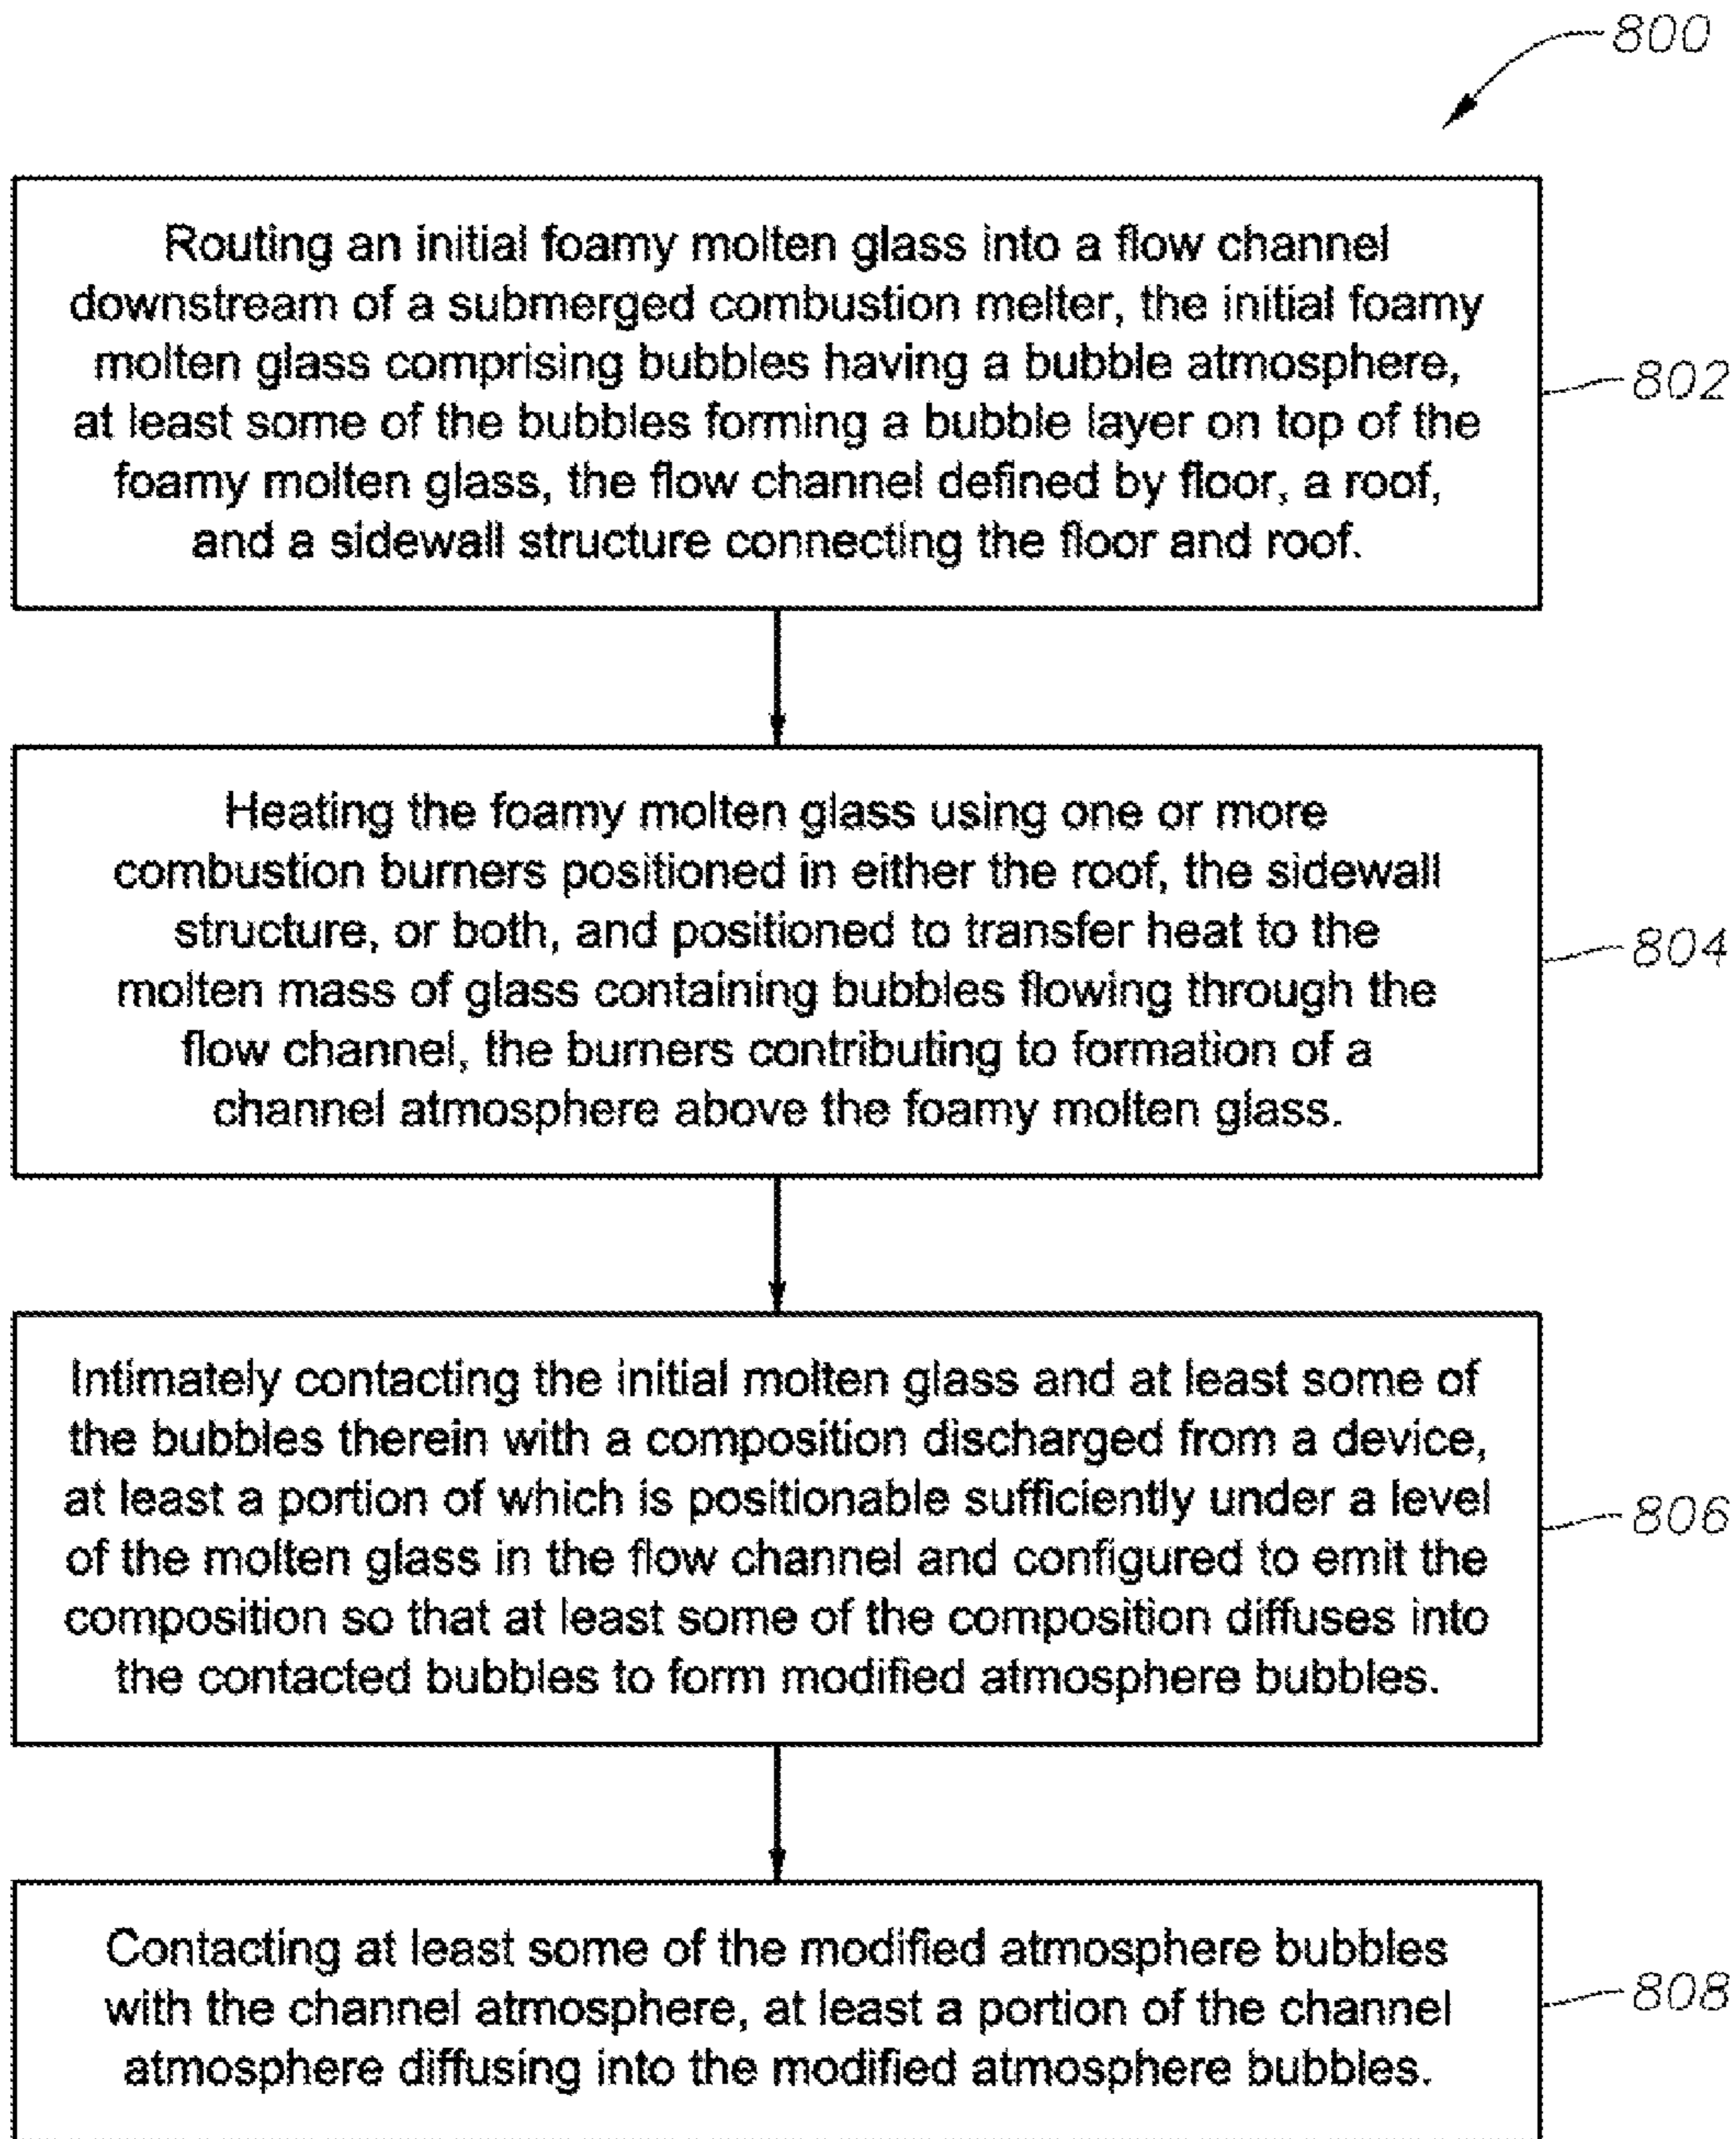 800
Routing an initial foamy molten glass into a flow channel
downstream of a submerged combustion melter, the initial foamy
molten glass comprising bubbles having a bubble atmosphere,
at least some of the bubbles forming a bubble layer on top of the
foamy molten glass, the flow channel defined by floor, a roof,
and a sidewall structure connecting the floor and roof.
802
Heating the foamy molten glass using one or more
combustion burners positioned in either the roof, the sidewall
structure, or both, and positioned to transfer heat to the
molten mass of glass containing bubbles flowing through the
flow channel, the burners contributing to formation of a
channel atmosphere above the foamy molten glass.
804
Intimately contacting the initial molten glass and at least some of
the bubbles therein with a composition discharged from a device,
at least a portion of which is positionable sufficiently under a level
of the molten glass in the flow channel and configured to emit the
composition so that at least some of the composition diffuses into
the contacted bubbles to form modified atmosphere bubbles.
806
Contacting at least some of the modified atmosphere bubbles
with the channel atmosphere, at least a portion of the channel
atmosphere diffusing into the modified atmosphere bubbles.
808